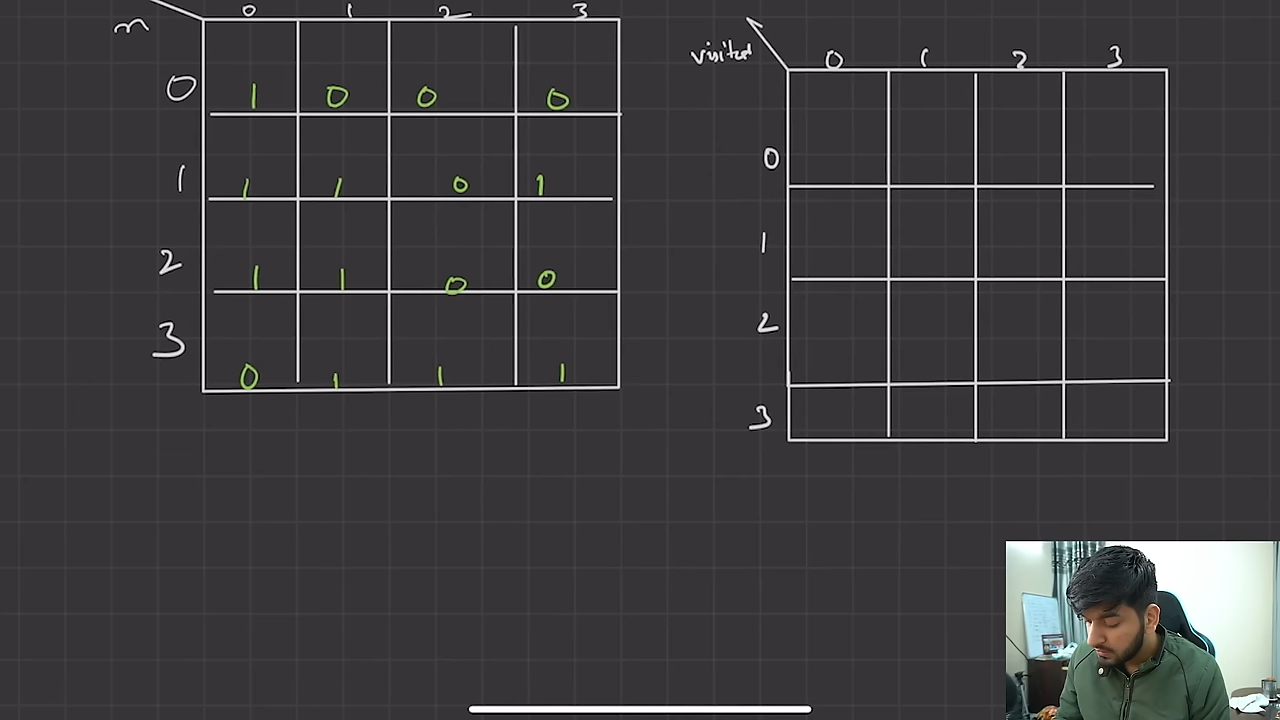 m 0 1 2 3
0 1 0 0 0
1 1 1 0 1
2 1 1 0 0
3 0 1 1 1
visited 0 1 2 3
0
1
2
3